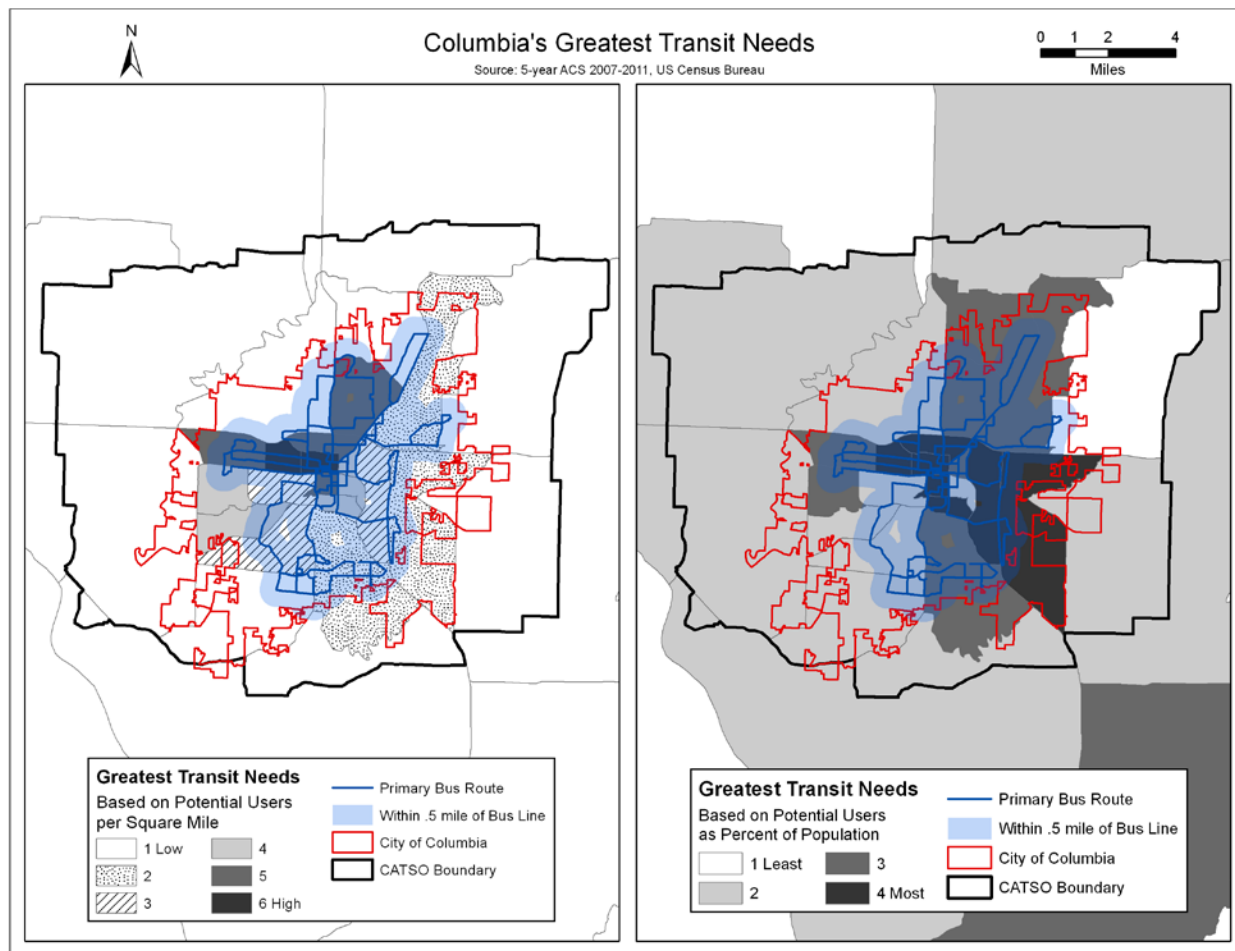 N
Columbia's Greatest Transit Needs
Source: 5-year ACS 2007-2011, US Census Bureau
0 1 2 4
Miles
Greatest Transit Needs
Based on Potential Users
per Square Mile
1 Low
2
3
4
5
6 High
Primary Bus Route
Within .5 mile of Bus Line
City of Columbia
CATSO Boundary
Greatest Transit Needs
Based on Potential Users
as Percent of Population
1 Least
2
3
4 Most
Primary Bus Route
Within .5 mile of Bus Line
City of Columbia
CATSO Boundary